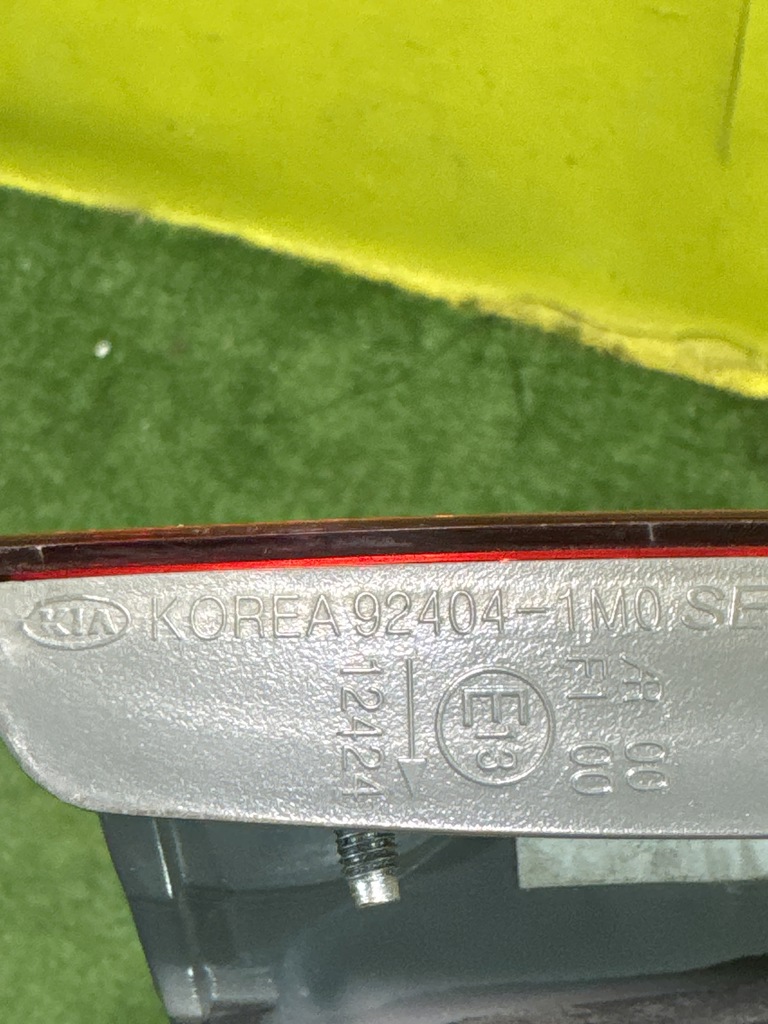 KIA KOREA 92404-1M0 SE
12424
E13
AR 00
F1 00